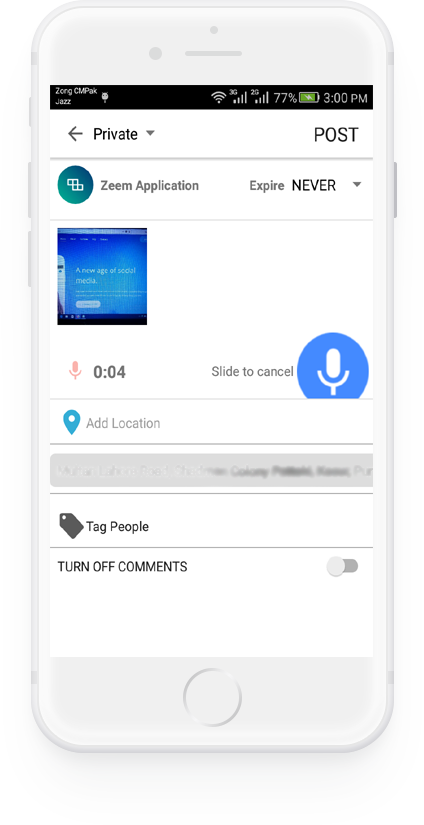 Zong CMPak
Jazz
3G 2G 77% 3:00 PM
Private POST
Zeem Application Expire NEVER
A new age of social
media.
0:04 Slide to cancel
Add Location
Colony
Tag People
TURN OFF COMMENTS